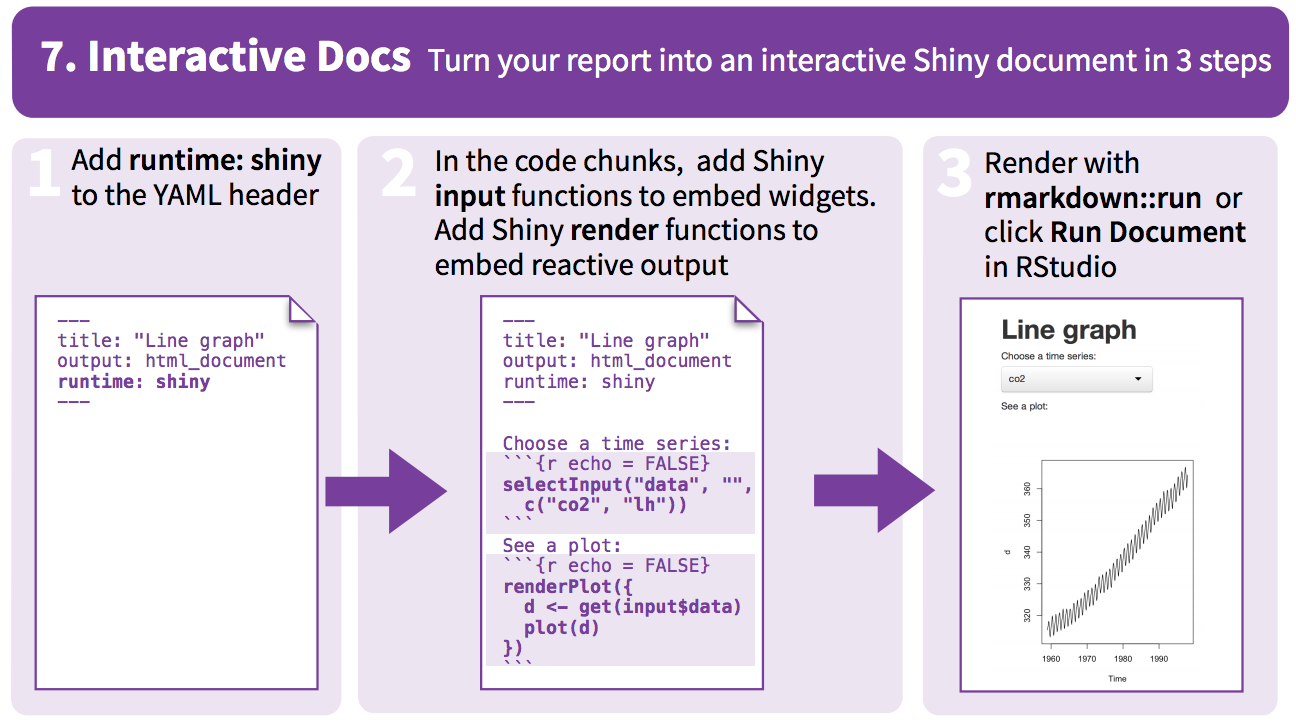 7. Interactive Docs Turn your report into an interactive Shiny document in 3 steps
1
Add runtime: shiny
to the YAML header
---
title: "Line graph"
output: html_document
runtime: shiny
---
2
In the code chunks, add Shiny
input functions to embed widgets.
Add Shiny render functions to
embed reactive output
---
title: "Line graph"
output: html_document
runtime: shiny
---
Choose a time series:
```{r echo = FALSE}
selectInput("data", "",
  c("co2", "lh"))
```
See a plot:
```{r echo = FALSE}
renderPlot({
  d <- get(input$data)
  plot(d)
})
```
3
Render with
rmarkdown::run or
click Run Document
in RStudio
Line graph
Choose a time series:
co2
See a plot:
360
350
340
330
320
d
1960 1970 1980 1990
Time